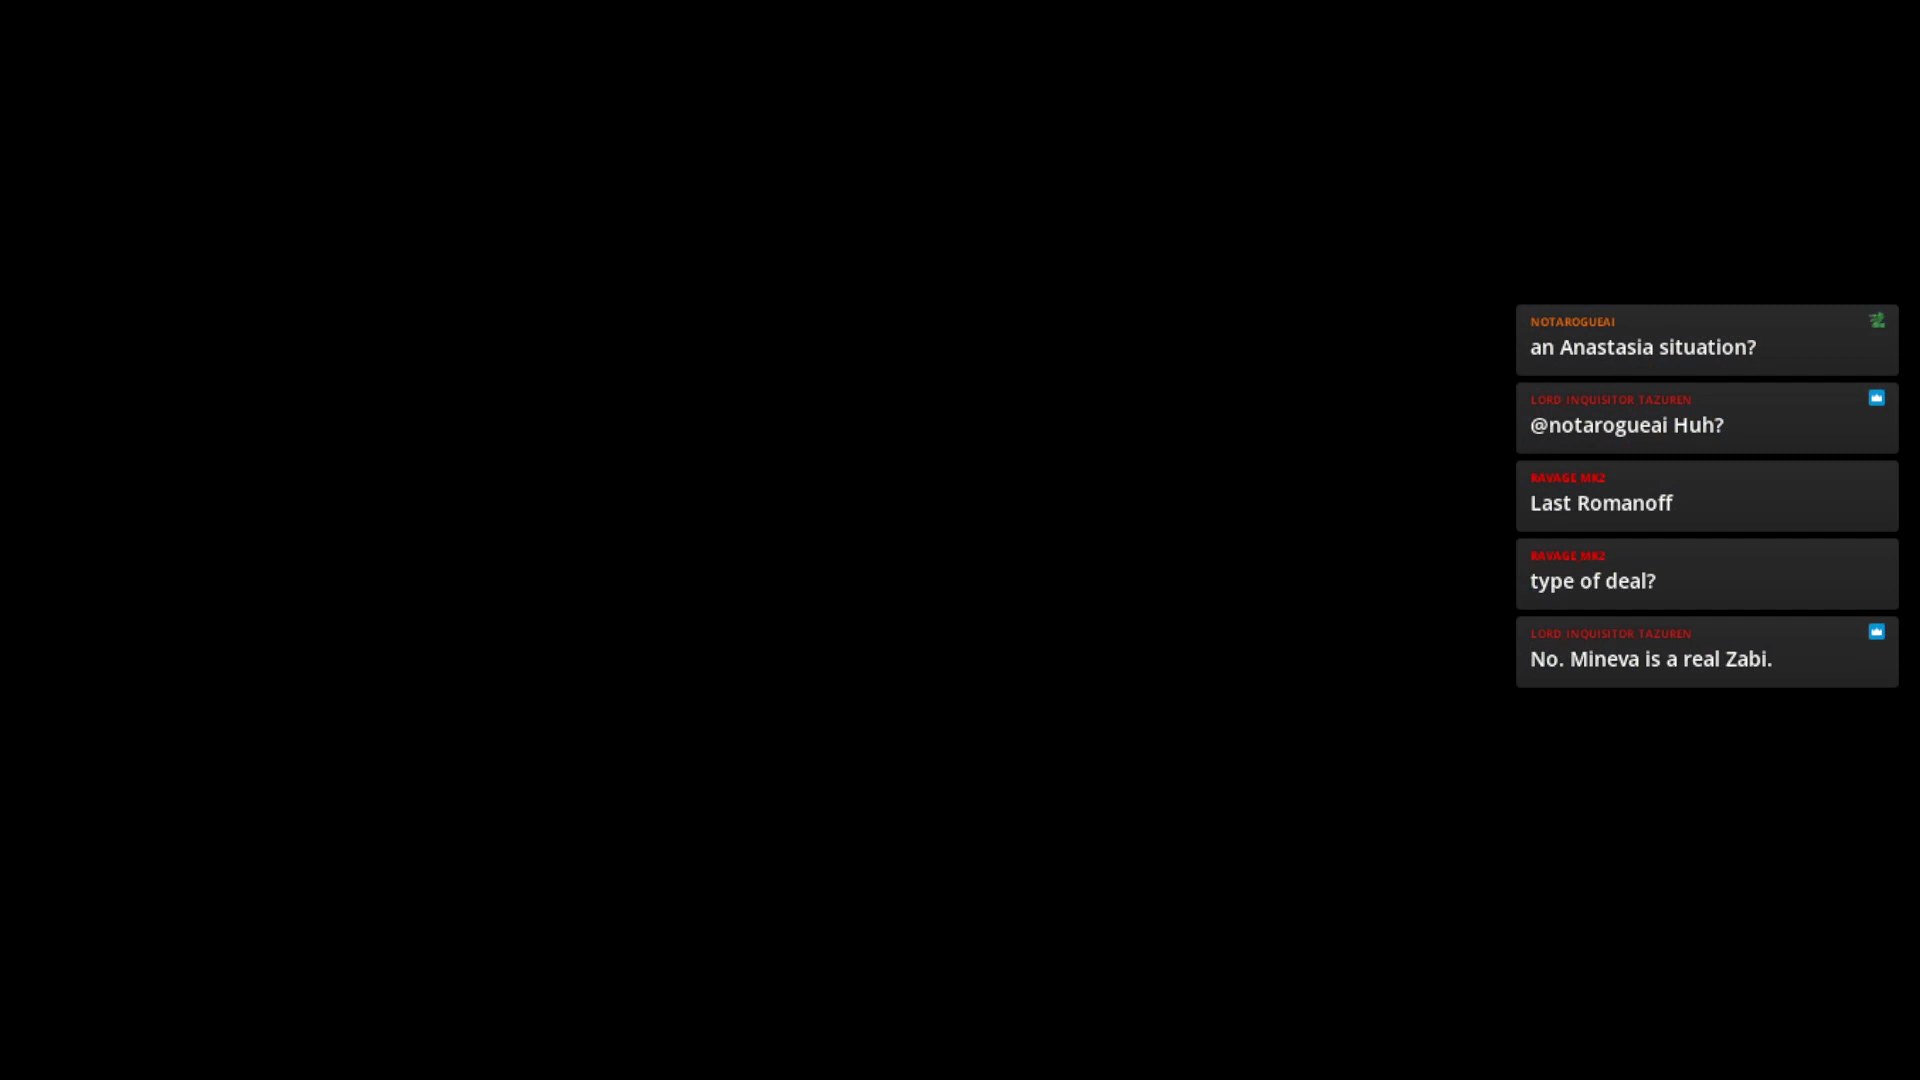 NOTAROGUEAI
an Anastasia situation?
LORD INQUISITOR TAZUREN
@notarogueai Huh?
RAVAGE MK2
Last Romanoff
RAVAGE MK2
type of deal?
LORD INQUISITOR TAZUREN
No. Mineva is a real Zabi.